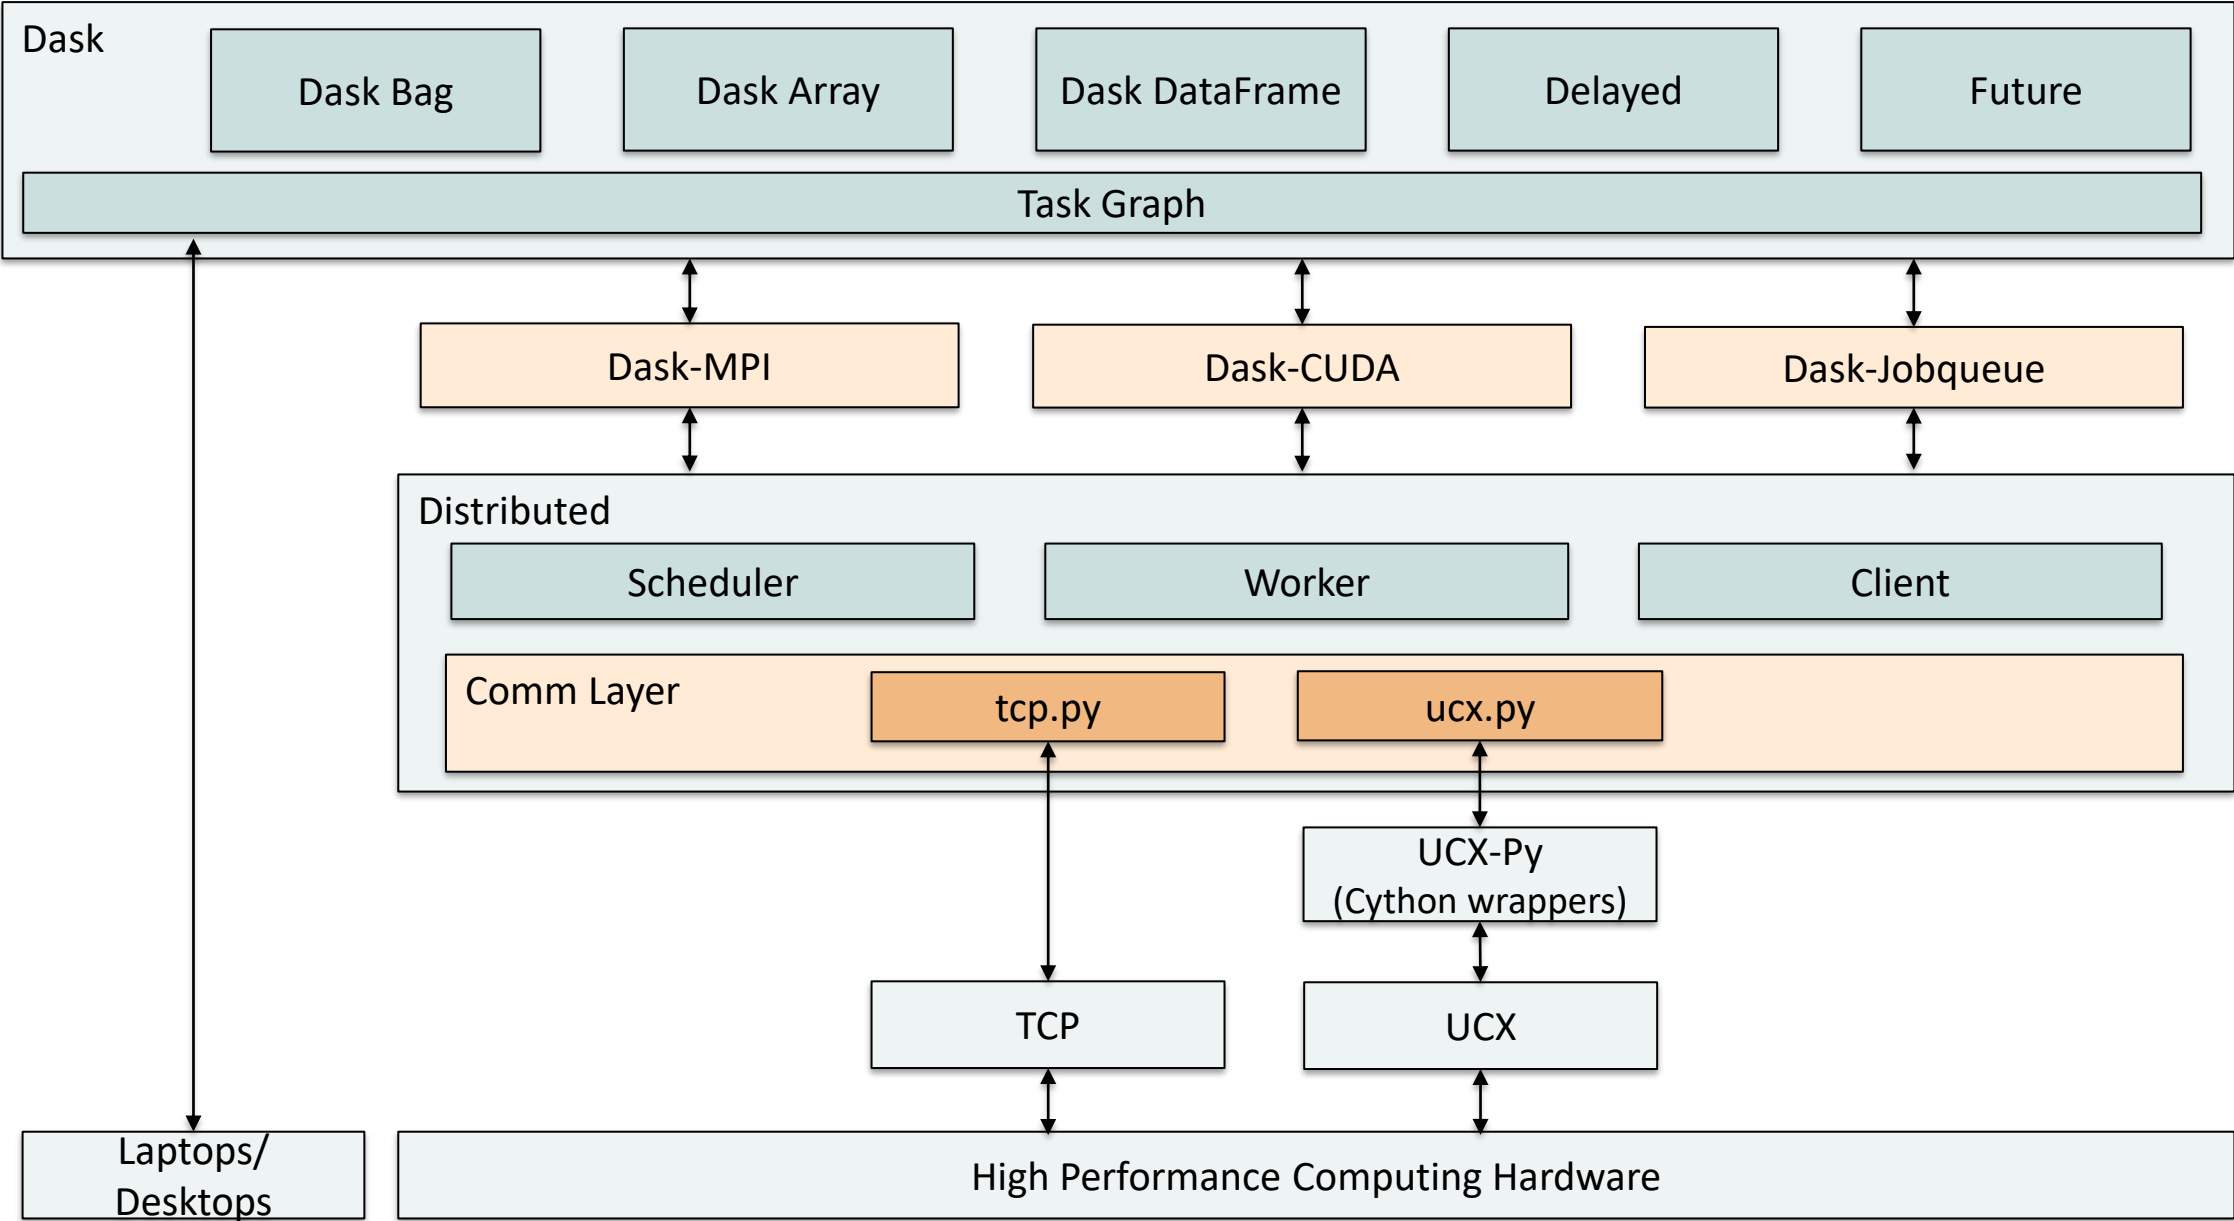 Dask
Dask Bag
Dask Array
Dask DataFrame
Delayed
Future
Task Graph
Dask-MPI
Dask-CUDA
Dask-Jobqueue
Distributed
Scheduler
Worker
Client
Comm Layer
tcp.py
ucx.py
UCX-Py
(Cython wrappers)
TCP
UCX
Laptops/
Desktops
High Performance Computing Hardware